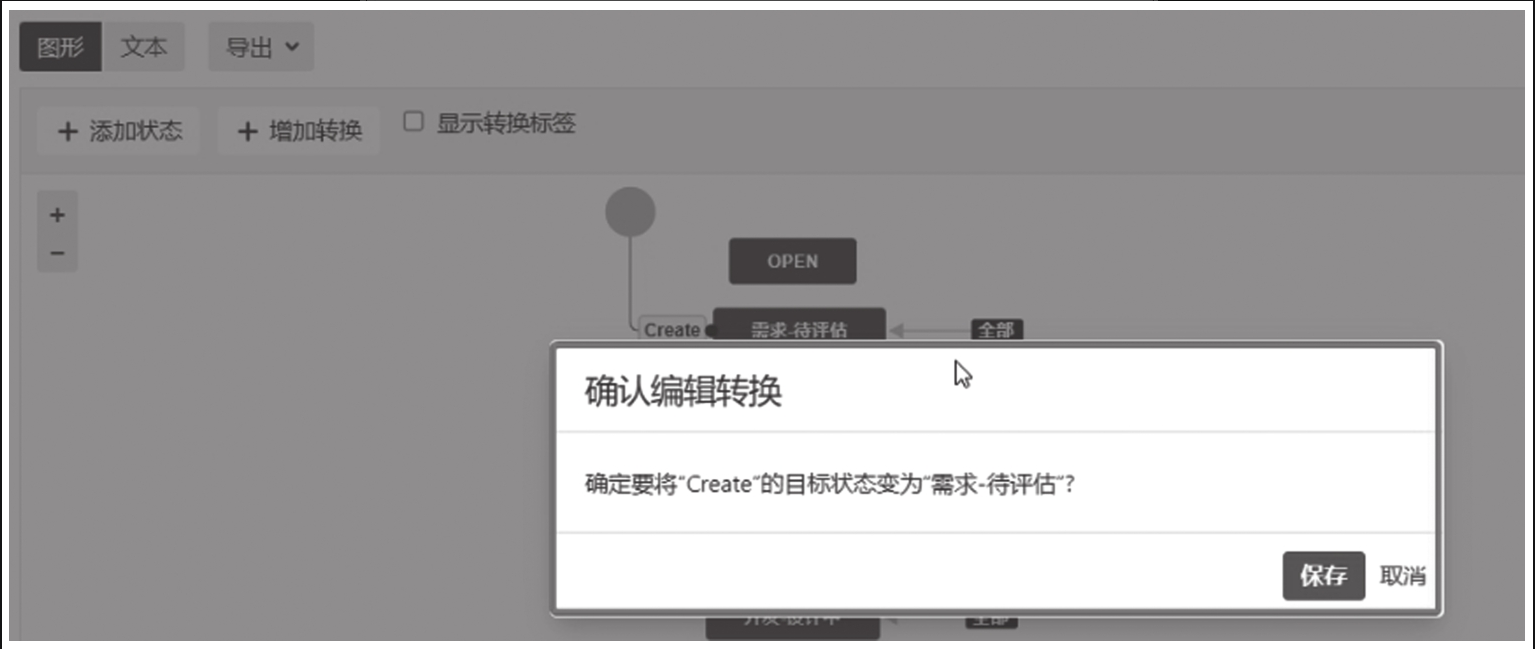 图形 文本 导出
+ 添加状态 + 增加转换 显示转换标签
+
−
OPEN
Create 需求-待评估 全部
确认编辑转换
确定要将“Create”的目标状态变为“需求-待评估”?
保存 取消
全部